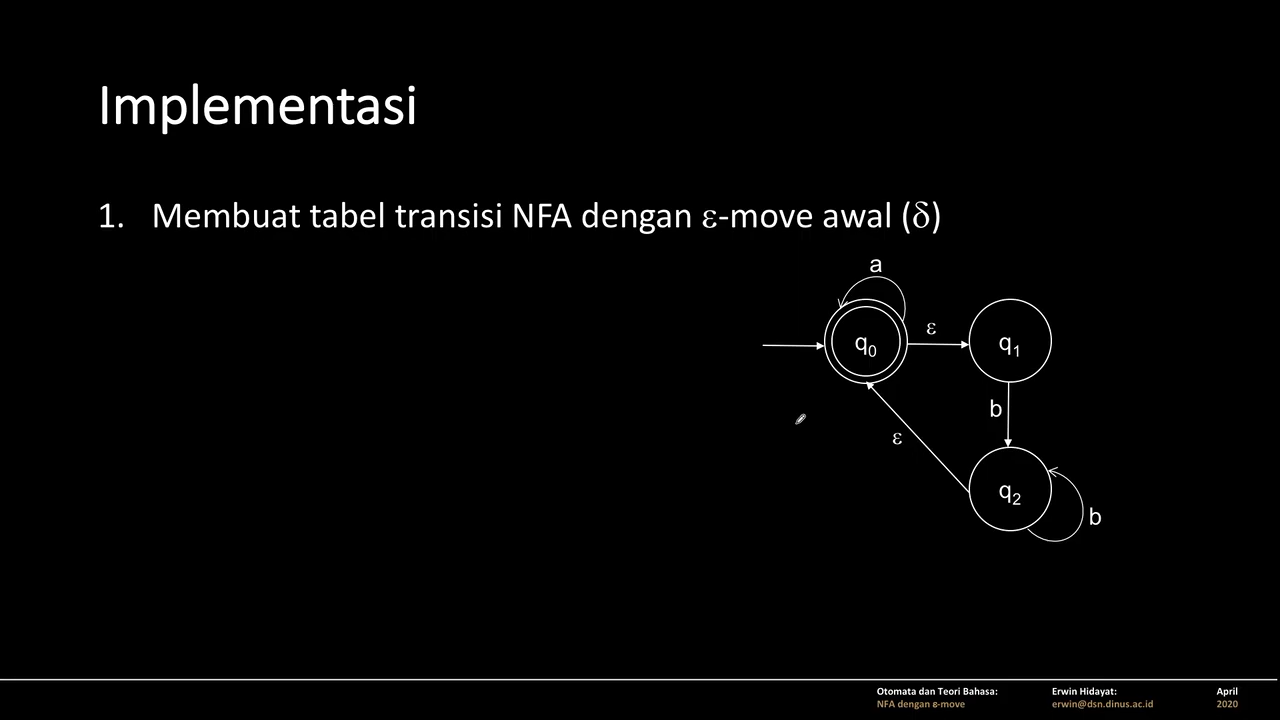 Implementasi
1. Membuat tabel transisi NFA dengan ε-move awal (δ)
a
q0
ε
q1
b
ε
q2
b
Otomata dan Teori Bahasa: Erwin Hidayat: April
NFA dengan ε-move erwin@dsn.dinus.ac.id 2020